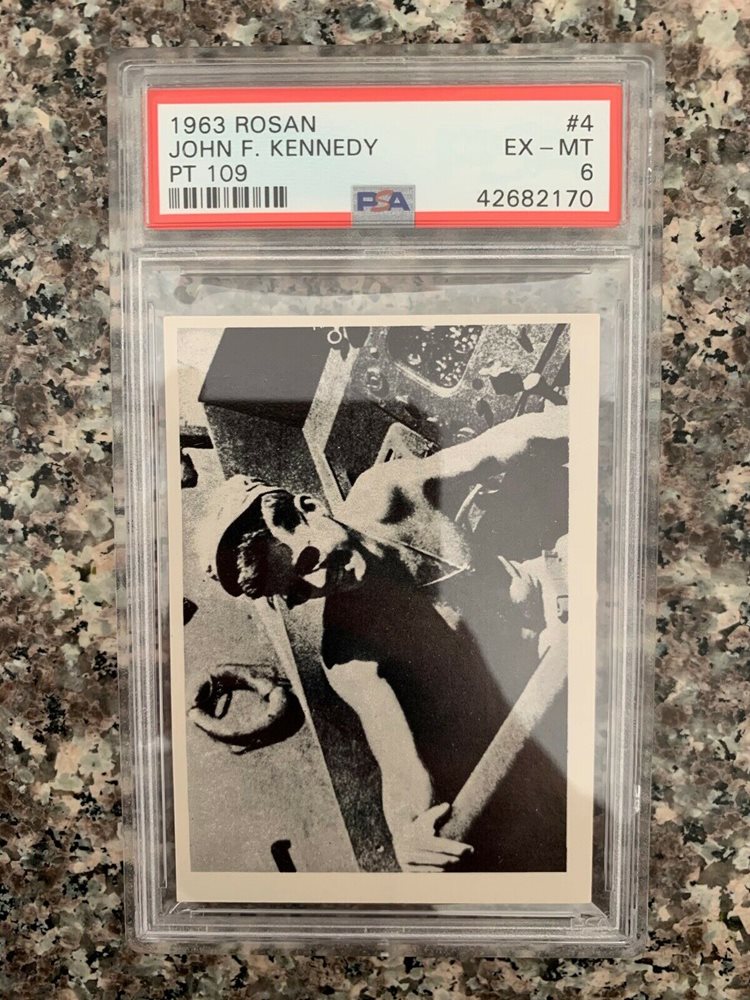 1963 ROSAN #4
JOHN F. KENNEDY EX - MT
PT 109 6
PSA 42682170